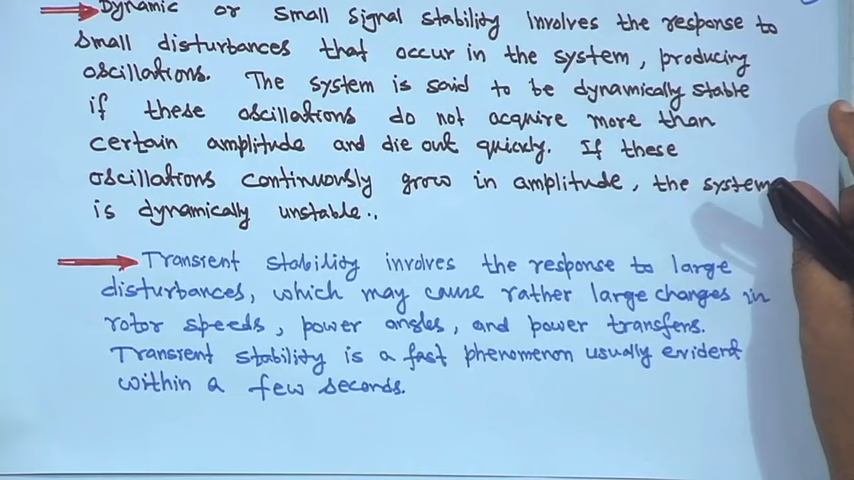 Dynamic or small signal stability involves the response to
small disturbances that occur in the system, producing
oscillations. The system is said to be dynamically stable
if these oscillations do not acquire more than
certain amplitude and die out quickly. If these
oscillations continuously grow in amplitude, the system
is dynamically unstable..
Transient stability involves the response to large
disturbances, which may cause rather large changes in
rotor speeds, power angles, and power transfers.
Transient stability is a fast phenomenon usually evident
within a few seconds.